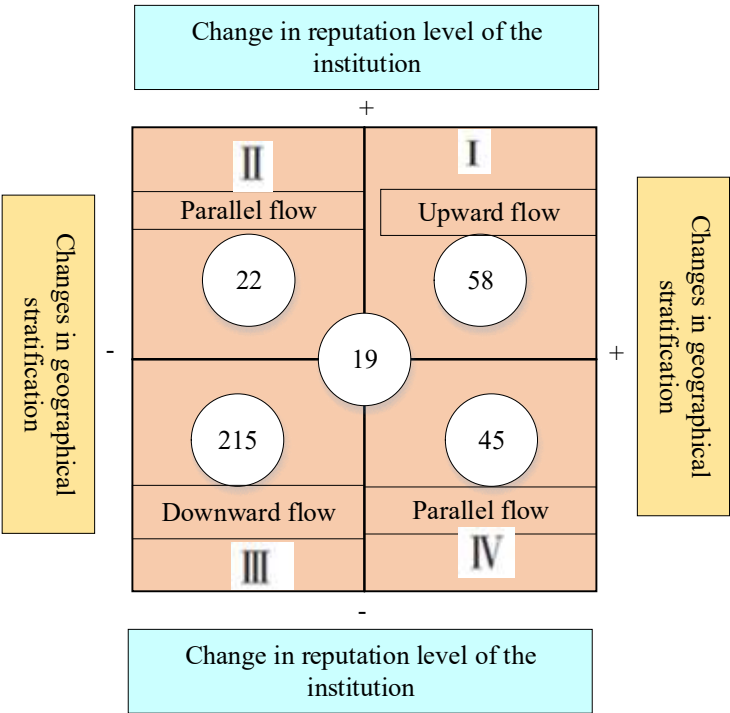 Change in reputation level of the
institution
+
Ⅱ
Ⅰ
Parallel flow
Upward flow
22
58
Changes in geographical
stratification
-
19
+
Changes in geographical
stratification
215
45
Downward flow
Parallel flow
Ⅲ
Ⅳ
-
Change in reputation level of the
institution